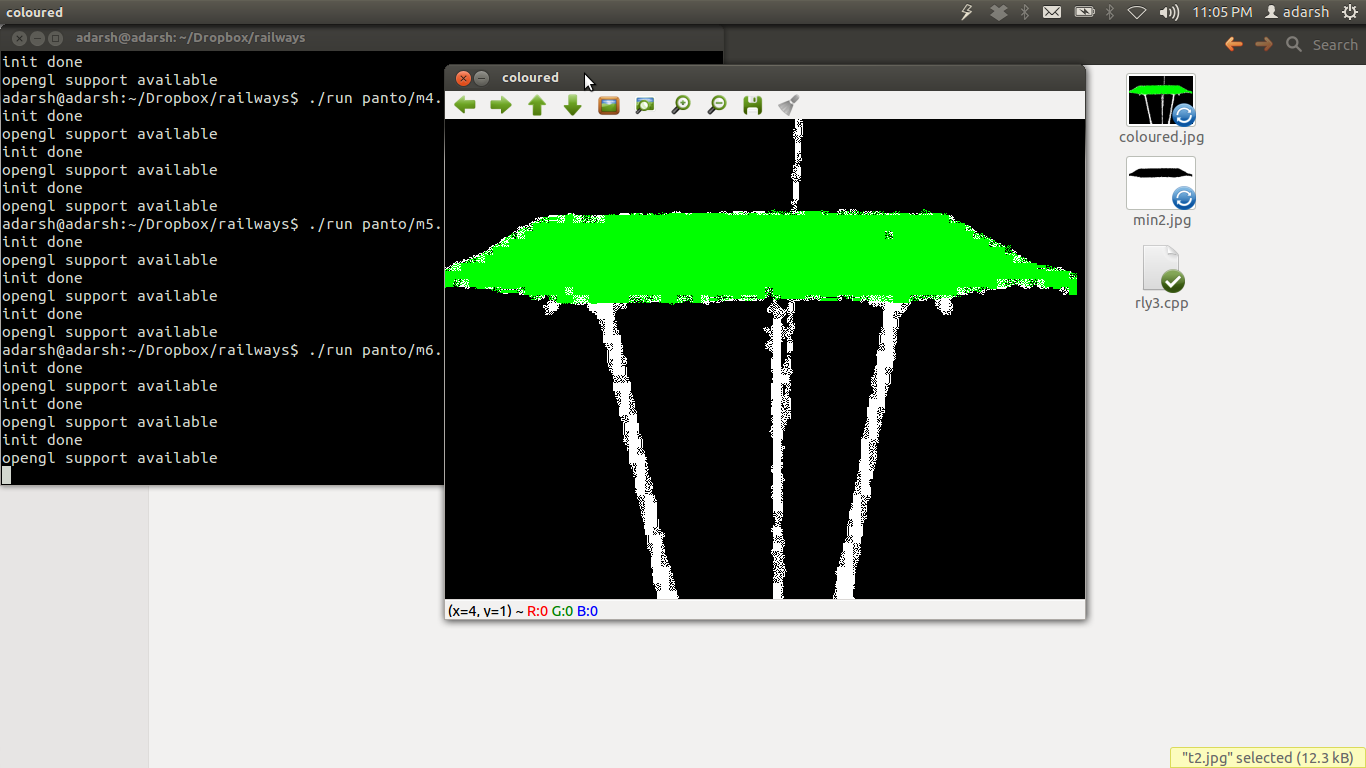 coloured
11:05 PM adarsh
adarsh@adarsh: ~/Dropbox/railways
Search
init done
opengl support available
adarsh@adarsh:~/Dropbox/railways$ ./run panto/m4.
init done
opengl support available
init done
opengl support available
init done
opengl support available
adarsh@adarsh:~/Dropbox/railways$ ./run panto/m5.
init done
opengl support available
init done
opengl support available
init done
opengl support available
adarsh@adarsh:~/Dropbox/railways$ ./run panto/m6.
init done
opengl support available
init done
opengl support available
init done
opengl support available
coloured
(x=4, y=1) ~ R:0 G:0 B:0
coloured.jpg
min2.jpg
rly3.cpp
"t2.jpg" selected (12.3 kB)